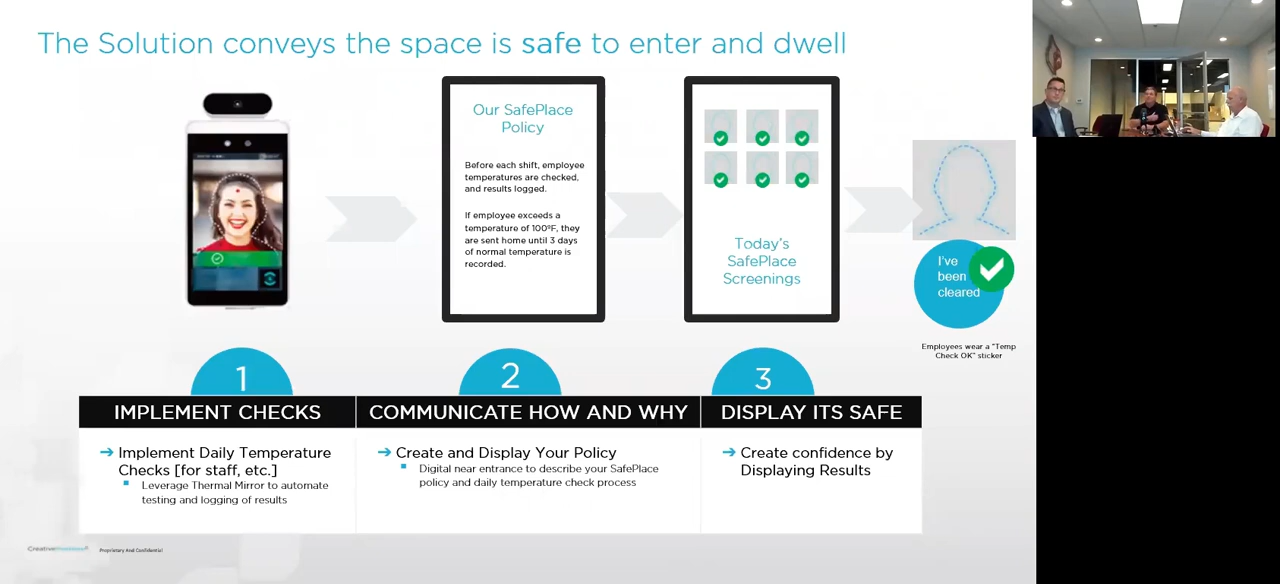 The Solution conveys the space is safe to enter and dwell
Our SafePlace
Policy
Before each shift, employee
temperatures are checked,
and results logged.
If employee exceeds a
temperature of 100ºF, they
are sent home until 3 days
of normal temperature is
recorded.
Today's
SafePlace
Screenings
I've
been
cleared
Employees wear a "Temp
Check OK" sticker
1
2
3
IMPLEMENT CHECKS
COMMUNICATE HOW AND WHY
DISPLAY ITS SAFE
➔ Implement Daily Temperature
Checks [for staff, etc.]
▪ Leverage Thermal Mirror to automate
testing and logging of results
➔ Create and Display Your Policy
▪ Digital near entrance to describe your SafePlace
policy and daily temperature check process
➔ Create confidence by
Displaying Results
Proprietary And Confidential